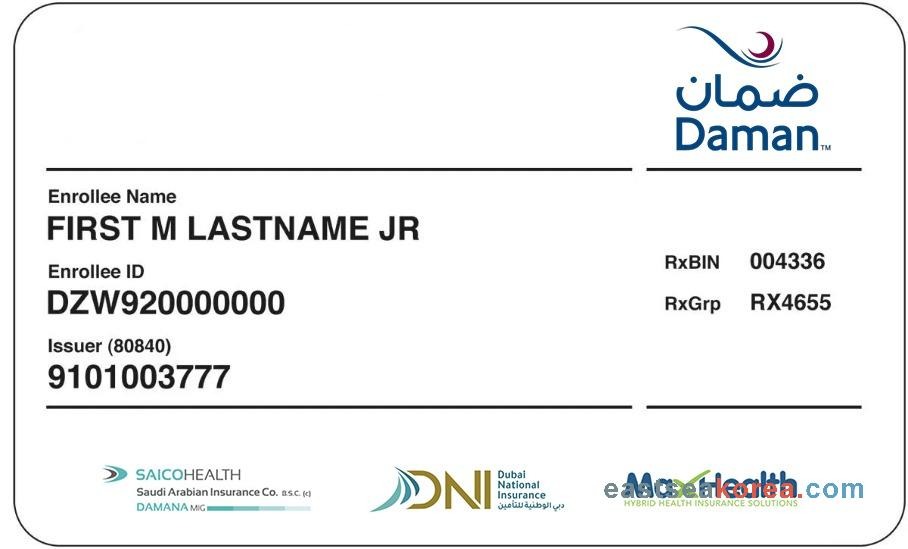 ضمان
Daman™
Enrollee Name
FIRST M LASTNAME JR
Enrollee ID
DZW920000000
Issuer (80840)
9101003777
RxBIN 004336
RxGrp RX4655
SAICOHEALTH
Saudi Arabian Insurance Co. B.S.C. (c)
DAMANA MIG
DNI
Dubai
National
Insurance
دبي الوطنية للتأمين
MaxHealth
eastseakorea.com
HYBRID HEALTH INSURANCE SOLUTIONS